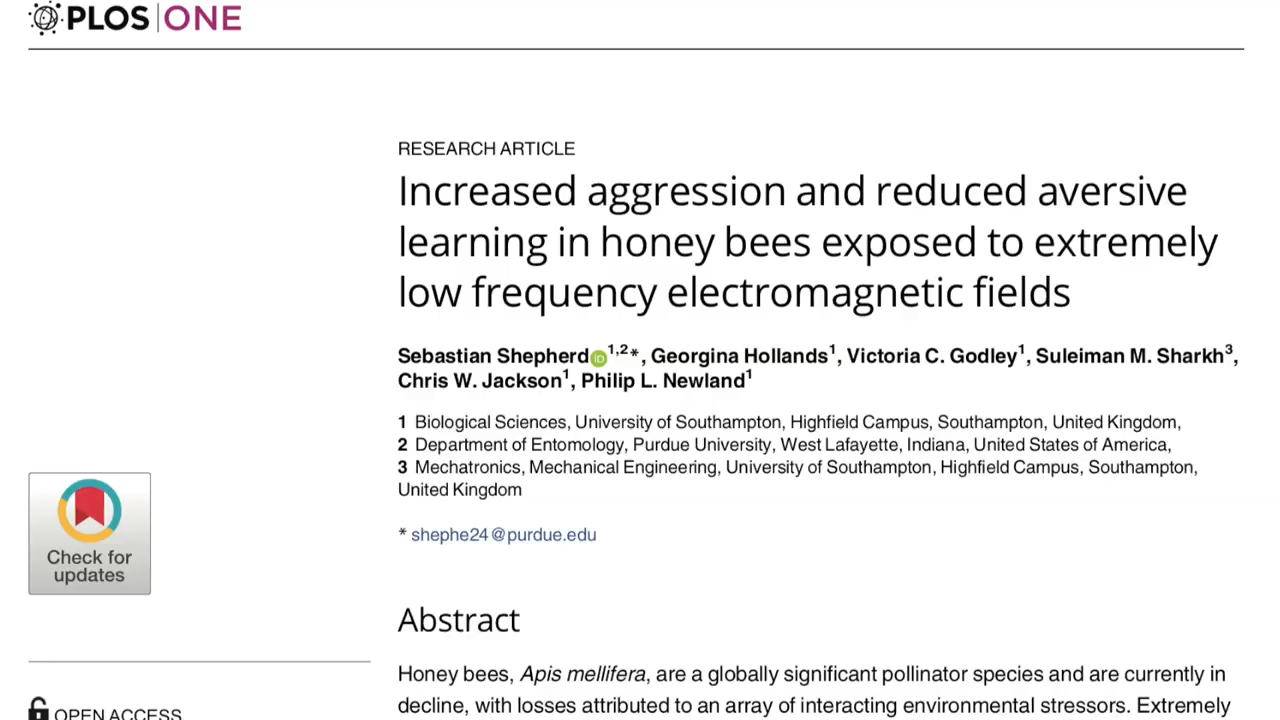 PLOS | ONE
RESEARCH ARTICLE
Increased aggression and reduced aversive
learning in honey bees exposed to extremely
low frequency electromagnetic fields
Sebastian Shepherd iD 1,2*, Georgina Hollands1, Victoria C. Godley1, Suleiman M. Sharkh3,
Chris W. Jackson1, Philip L. Newland1
1 Biological Sciences, University of Southampton, Highfield Campus, Southampton, United Kingdom,
2 Department of Entomology, Purdue University, West Lafayette, Indiana, United States of America,
3 Mechatronics, Mechanical Engineering, University of Southampton, Highfield Campus, Southampton,
United Kingdom
* shephe24@purdue.edu
Check for
updates
Abstract
Honey bees, Apis mellifera, are a globally significant pollinator species and are currently in
decline, with losses attributed to an array of interacting environmental stressors. Extremely
OPEN ACCESS